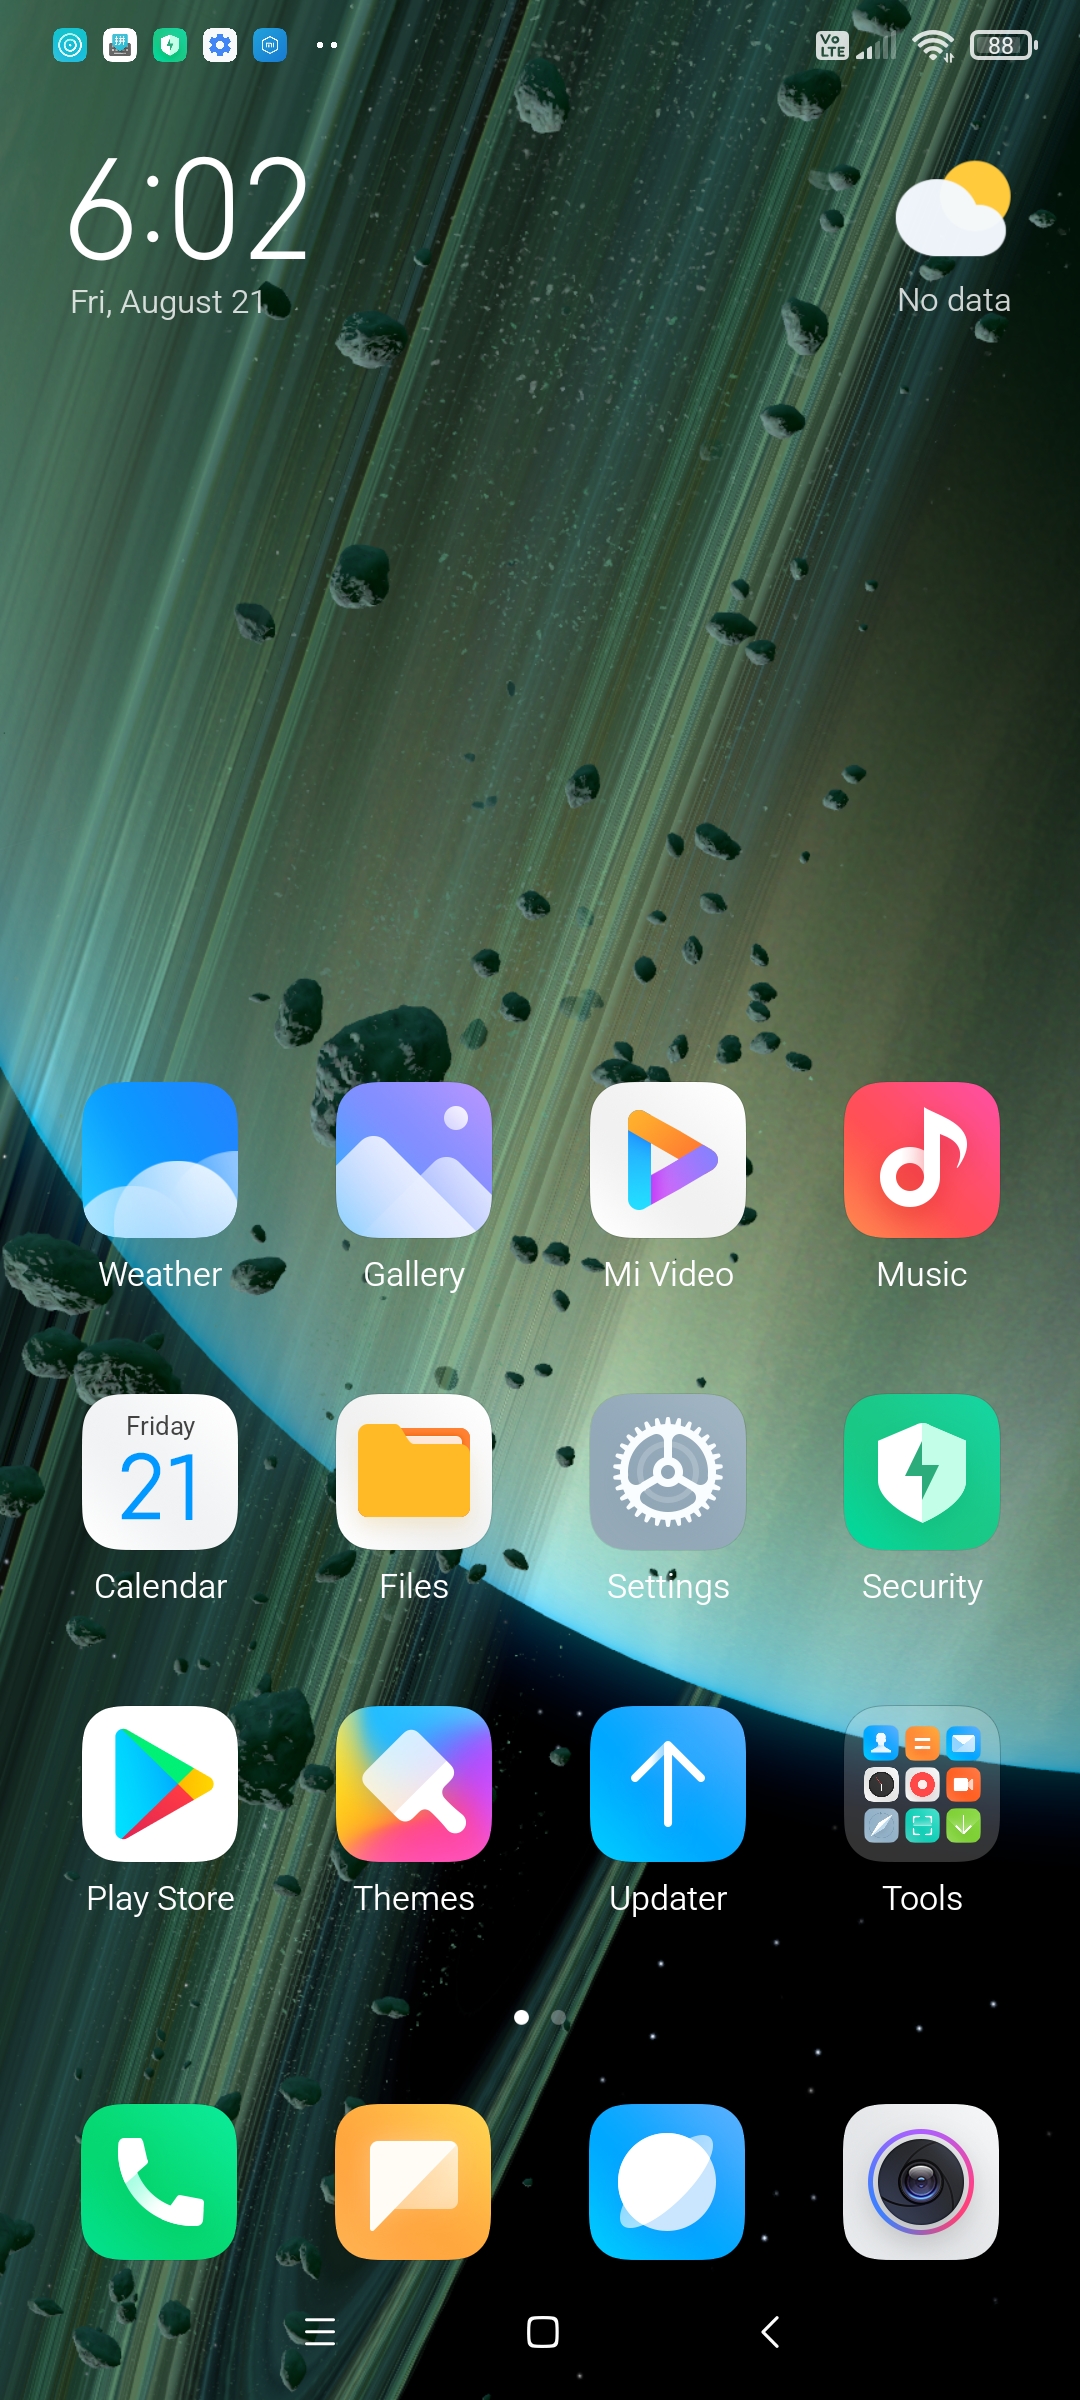 Vo
LTE
88
6:02
Fri, August 21
No data
Weather
Gallery
Mi Video
Music
Friday
21
Calendar
Files
Settings
Security
Play Store
Themes
Updater
Tools